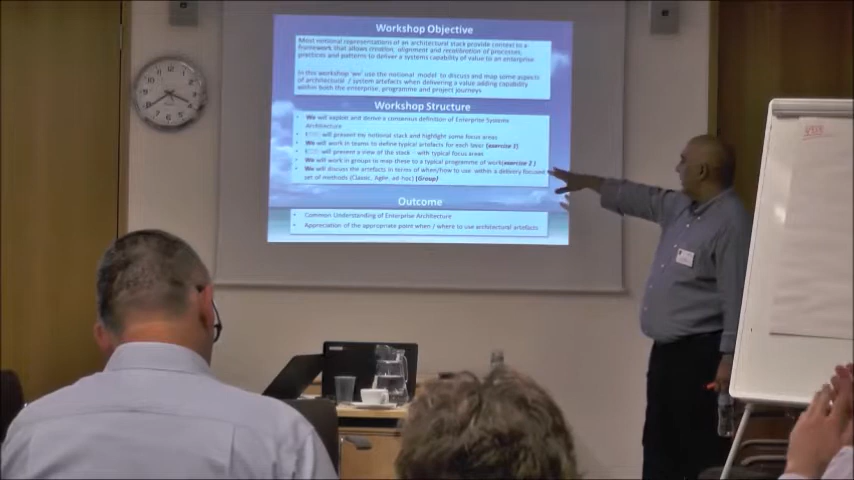 Workshop Objective
Most notional representations of an architectural stack provide context to a
framework that allows creation, alignment and recalibration of processes,
practices and patterns to deliver a systems capability of value to an enterprise
In this workshop 'we' use the notional model to discuss and map some aspects
of architectural / system artefacts when delivering a value adding capability
within both the enterprise, programme and project journeys
Workshop Structure
• We will explain and derive a consensus definition of Enterprise Systems
Architecture
• will present my notional stack and highlight some focus areas
• We will work in teams to define typical artefacts for each layer (exercise 1)
• will present a view of the stack - with typical focus areas
• We will work in groups to map these to a typical programme of work(exercise 2 )
• We will discuss the artefacts in terms of when/how to use within a delivery focused
set of methods (Classic, Agile, ad-hoc) (Group)
Outcome
• Common Understanding of Enterprise Architecture
• Appreciation of the appropriate point when / where to use architectural artefacts